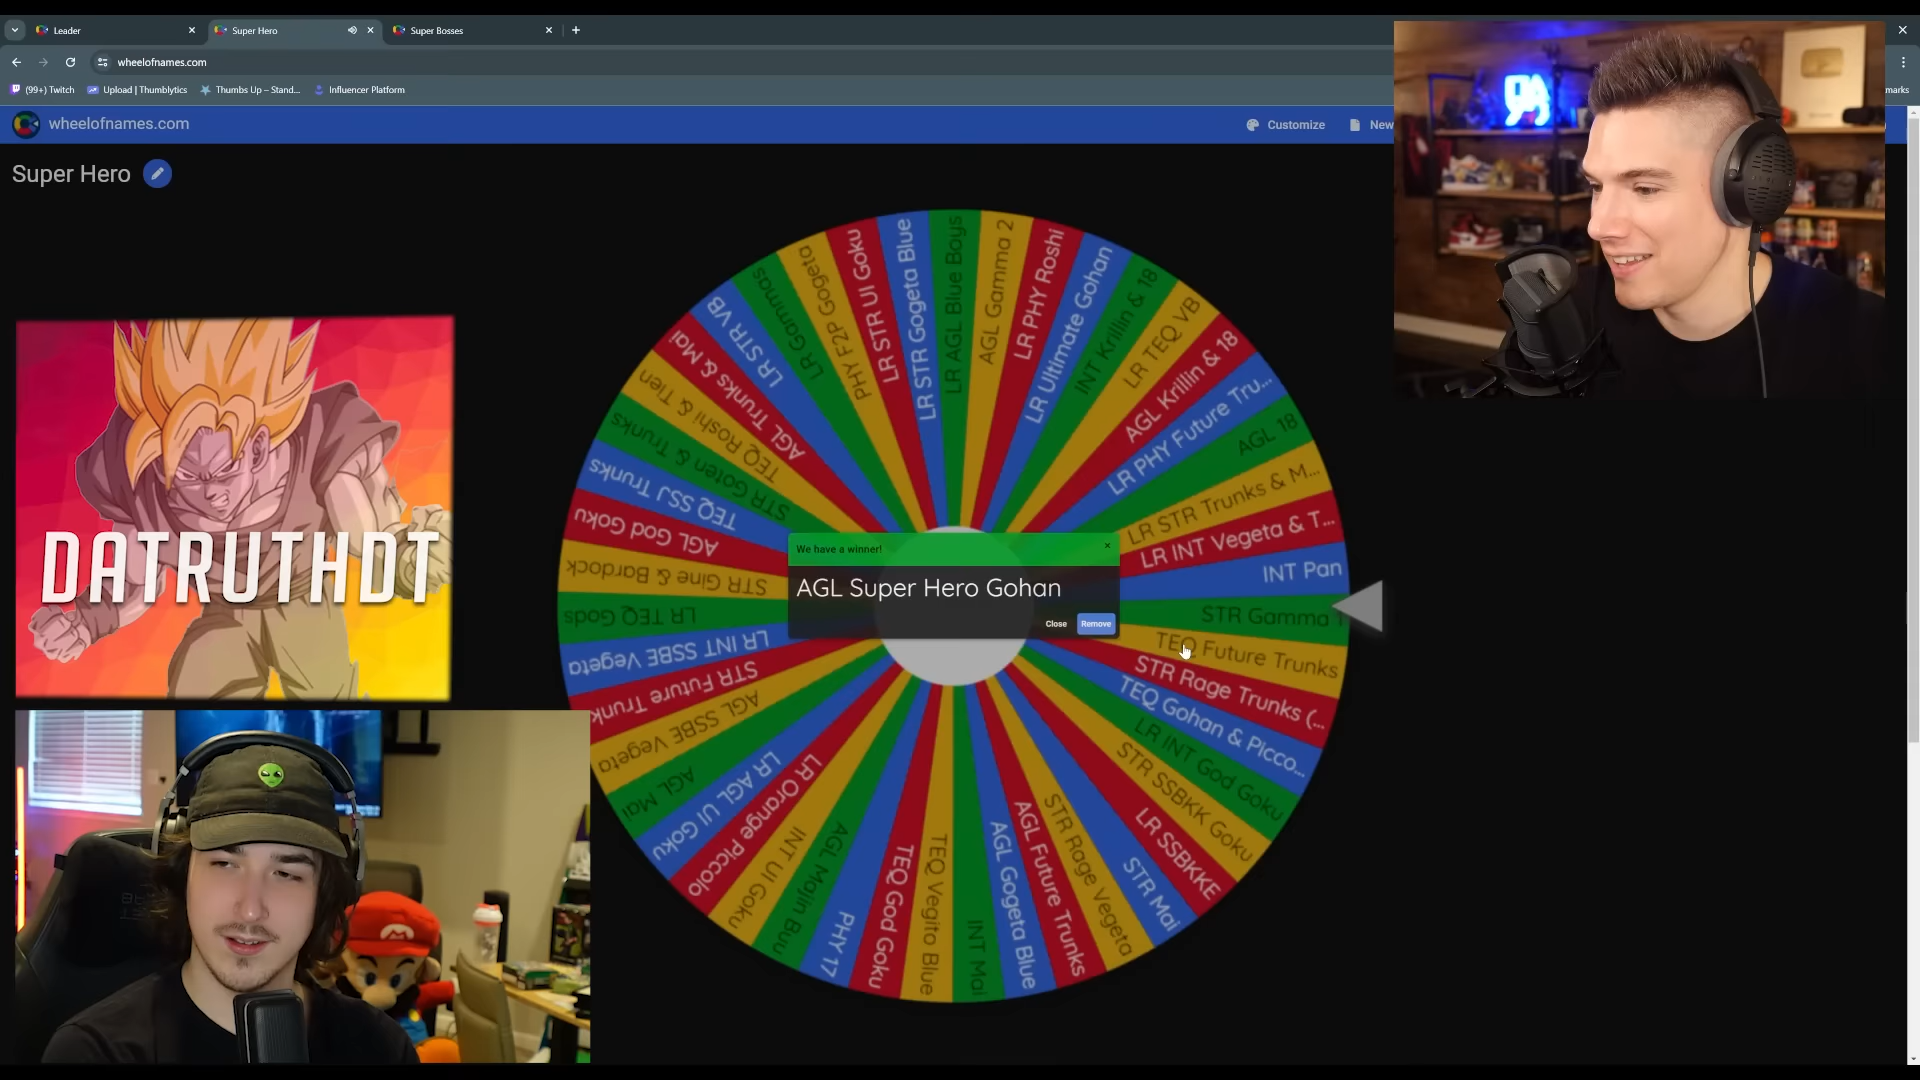 Leader
Super Hero
Super Bosses
wheelofnames.com
(99+) Twitch
Upload | Thumblytics
Thumbs Up – Stand...
Influencer Platform
marks
wheelofnames.com
Customize
New
Super Hero
DATRUTHDT
We have a winner!
AGL Super Hero Gohan
Close
Remove
LR STR Gogeta Blue
LR AGL Blue Boys
AGL Gamma 2
LR PHY Roshi
LR Ultimate Gohan
INT Krillin & 18
LR TEQ VB
AGL Krillin & 18
LR PHY Future Tru...
AGL 18
LR STR Trunks & M...
LR INT Vegeta & T...
INT Pan
STR Gamma 1
TEQ Future Trunks
STR Rage Trunks (...
TEQ Gohan & Picco...
LR INT God Goku
STR SSBKK Goku
LR SSBKKE
STR Mai
STR Rage Vegeta
AGL Future Trunks
AGL Gogeta Blue
INT Mai
TEQ Vegito Blue
TEQ God Goku
PHY 17
AGL Majin Buu
INT UI Goku
LR Orange Piccolo
LR AGL UI Goku
AGL Mai
AGL SSBE Vegeta
STR Future Trunk
LR INT SSBE Vegeta
LR TEQ Gods
STR Gine & Bardock
AGL God Goku
TEQ SSJ Trunks
STR Goten & Trunks
TEQ Roshi & Tien
AGL Trunks & Mai
LR STR VB
LR Gammas
PHY F2P Gogeta
LR STR UI Goku